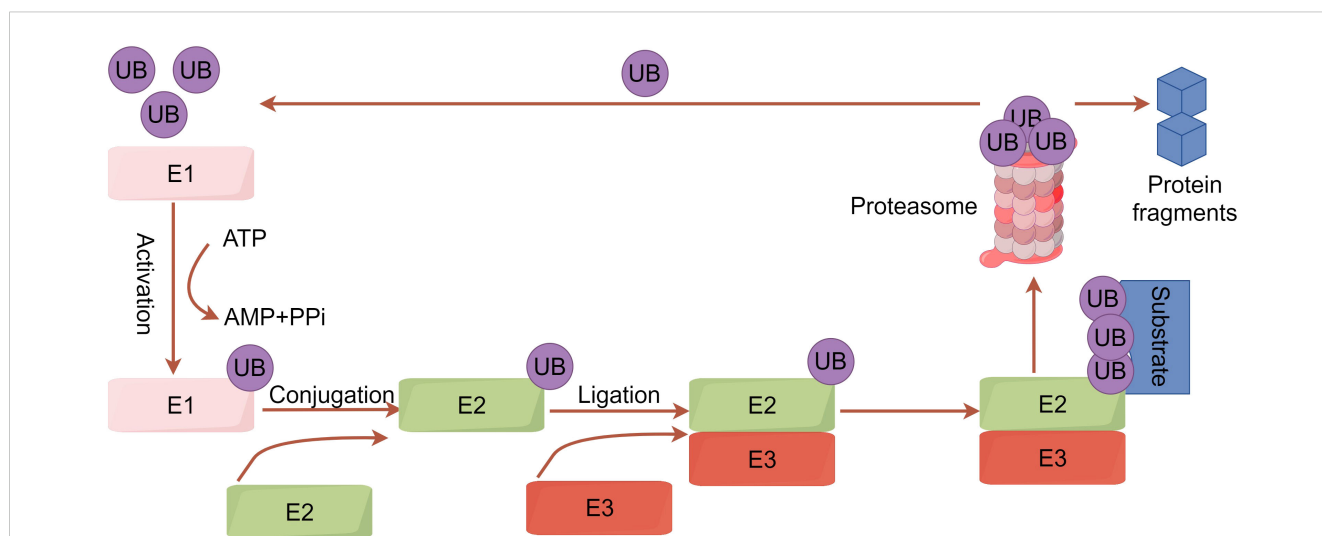 UB
UB
UB
UB
UB
UB
UB
E1
Proteasome
Protein
fragments
ATP
Activation
AMP+PPi
UB
UB
UB
UB
UB
UB
Substrate
E1
Conjugation
E2
Ligation
E2
E2
E3
E3
E2
E3